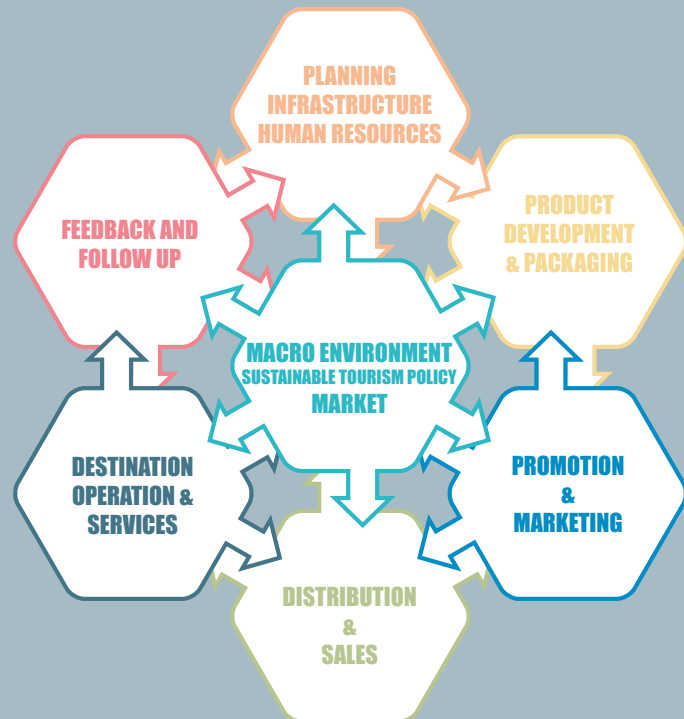 PLANNING
INFRASTRUCTURE
HUMAN RESOURCES
FEEDBACK AND
FOLLOW UP
PRODUCT
DEVELOPMENT
& PACKAGING
MACRO ENVIRONMENT
SUSTAINABLE TOURISM POLICY
MARKET
DESTINATION
OPERATION &
SERVICES
PROMOTION
&
MARKETING
DISTRIBUTION
&
SALES